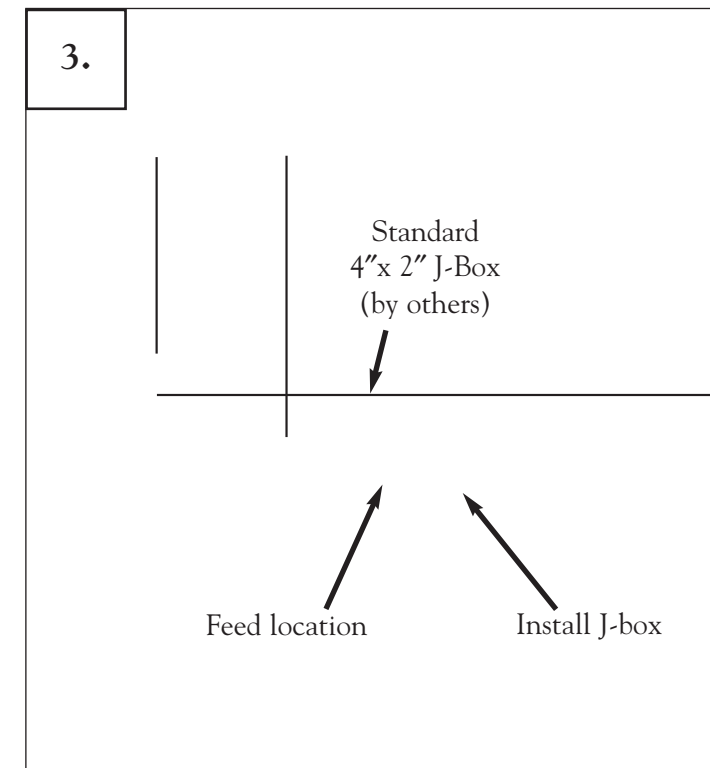 3.
Standard
4″x 2″ J-Box
(by others)
Feed location
Install J-box